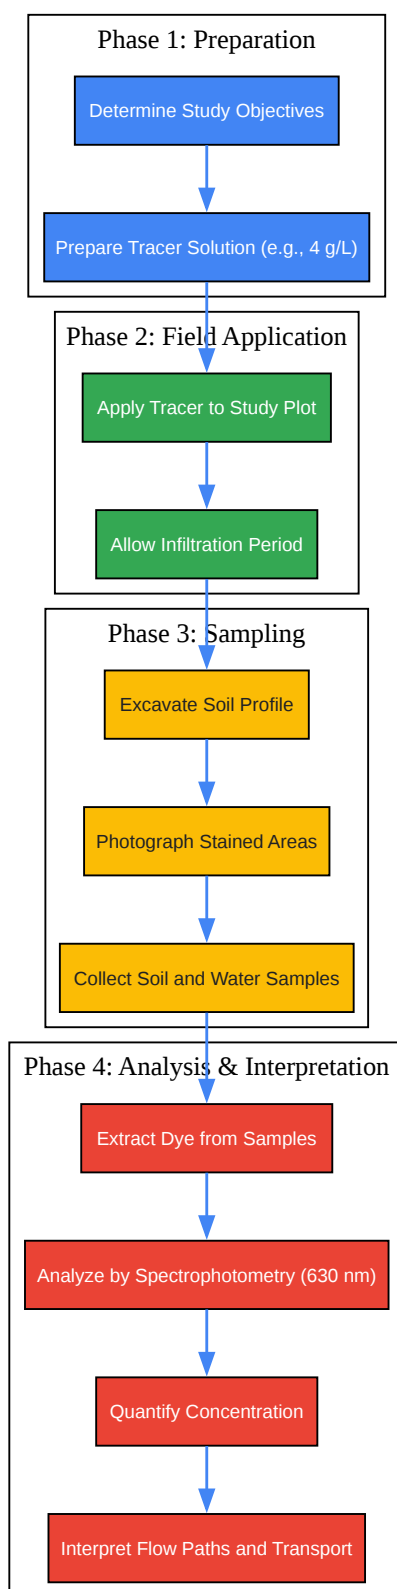 Phase 1: Preparation
Determine Study Objectives
Prepare Tracer Solution (e.g., 4 g/L)
Phase 2: Field Application
Apply Tracer to Study Plot
Allow Infiltration Period
Phase 3: Sampling
Excavate Soil Profile
Photograph Stained Areas
Collect Soil and Water Samples
Phase 4: Analysis & Interpretation
Extract Dye from Samples
Analyze by Spectrophotometry (630 nm)
Quantify Concentration
Interpret Flow Paths and Transport